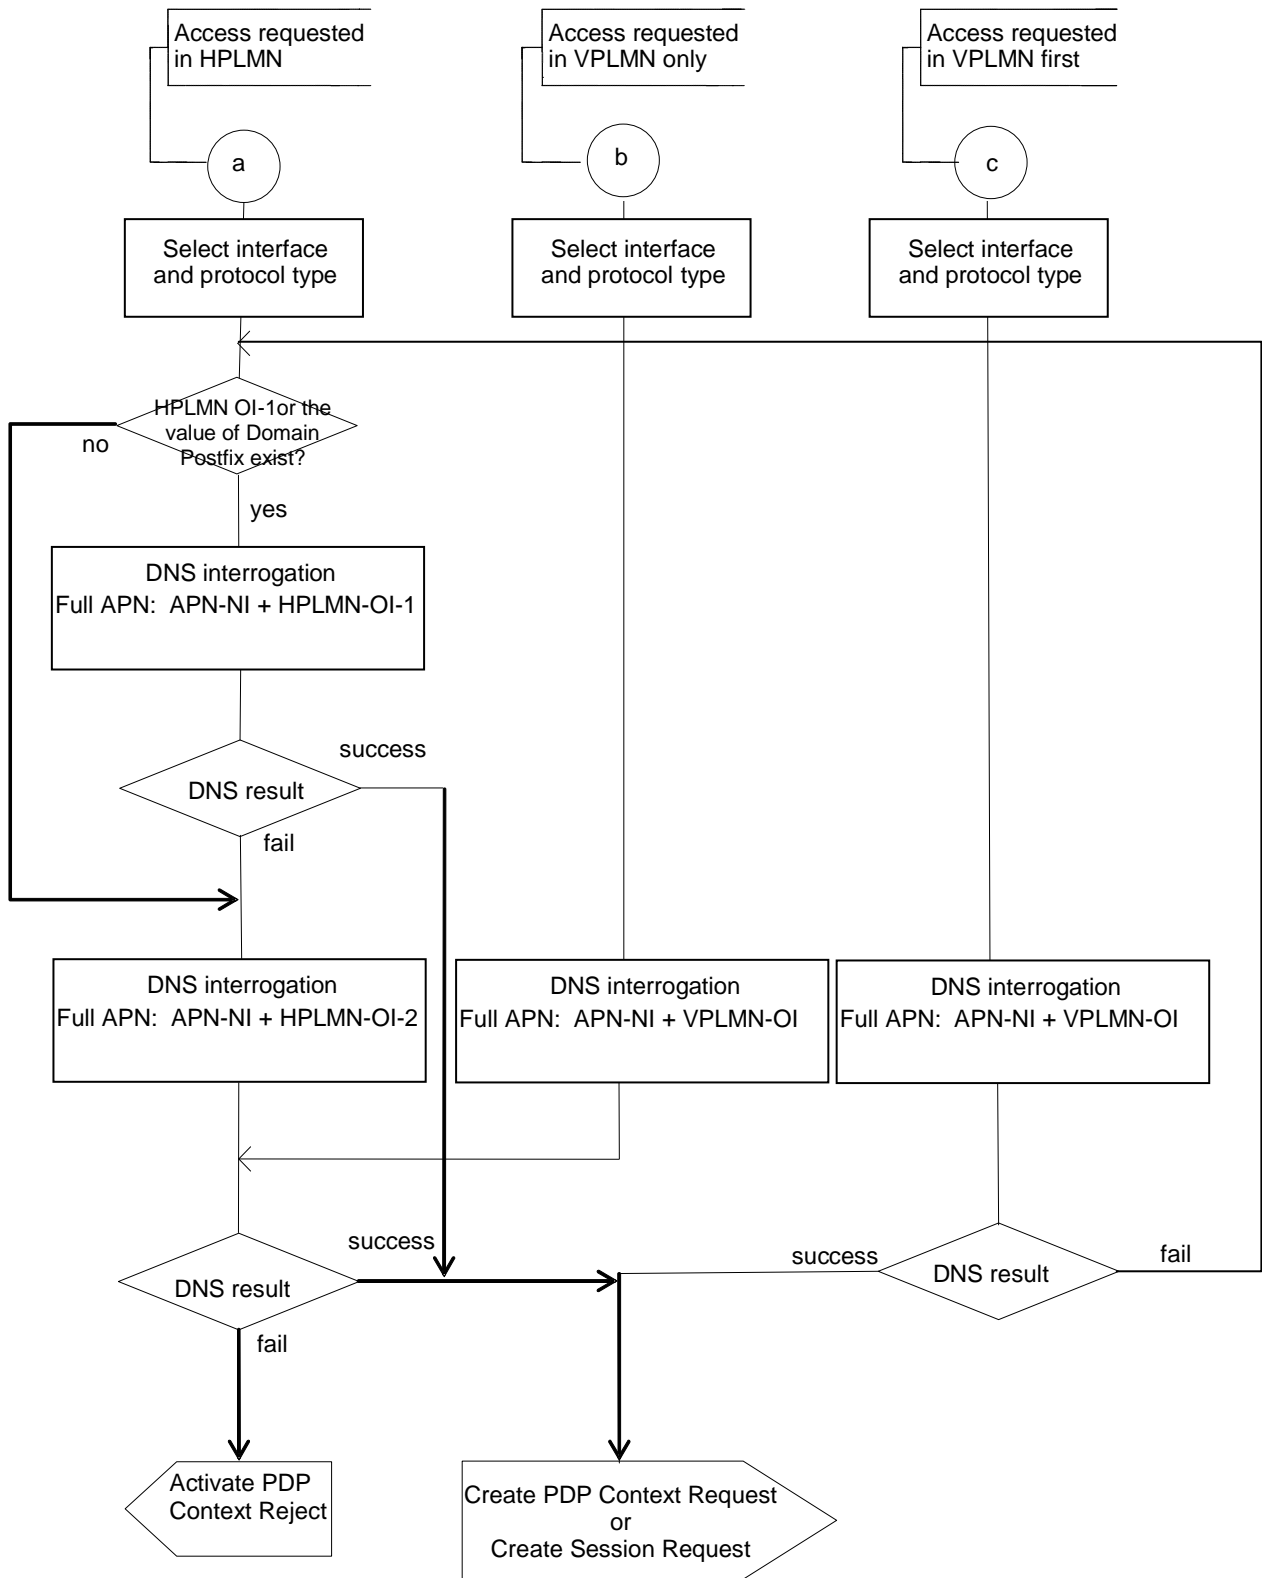 Access requested
in HPLMN
Access requested
in VPLMN only
Access requested
in VPLMN first
a
b
c
Select interface
and protocol type
Select interface
and protocol type
Select interface
and protocol type
HPLMN OI-1or the
value of Domain
Postfix exist?
no
yes
DNS interrogation
Full APN: APN-NI + HPLMN-OI-1
success
DNS result
fail
DNS interrogation
Full APN: APN-NI + HPLMN-OI-2
DNS interrogation
Full APN: APN-NI + VPLMN-OI
DNS interrogation
Full APN: APN-NI + VPLMN-OI
success
DNS result
fail
success
DNS result
fail
Activate PDP
Context Reject
Create PDP Context Request
or
Create Session Request